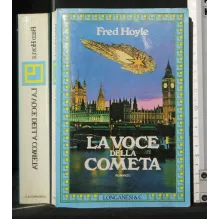 FRED HOYLE
LA VOCE DELLA COMETA
Fred Hoyle
LA VOCE
DELLA
COMETA
ROMANZO
LONGANESI & C.